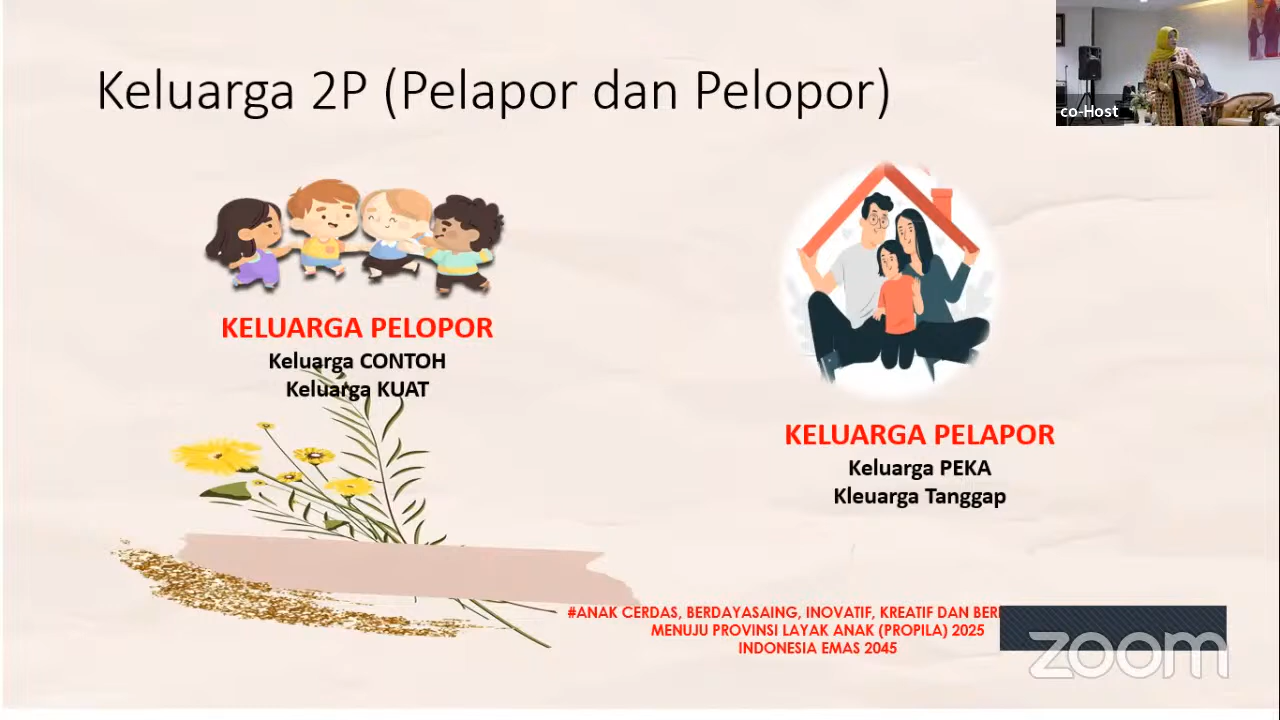 Keluarga 2P (Pelapor dan Pelopor)
co-Host
KELUARGA PELOPOR
Keluarga CONTOH
Keluarga KUAT
KELUARGA PELAPOR
Keluarga PEKA
Kleuarga Tanggap
#ANAK CERDAS, BERDAYASAING, INOVATIF, KREATIF DAN
MENUJU PROVINSI LAYAK ANAK (PROPILA) 2025
INDONESIA EMAS 2045
zoom